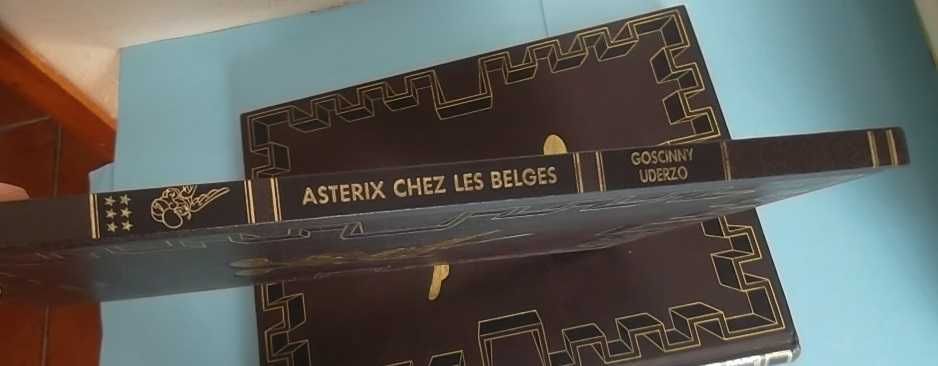 ASTERIX CHEZ LES BELGES
GOSCINNY
UDERZO